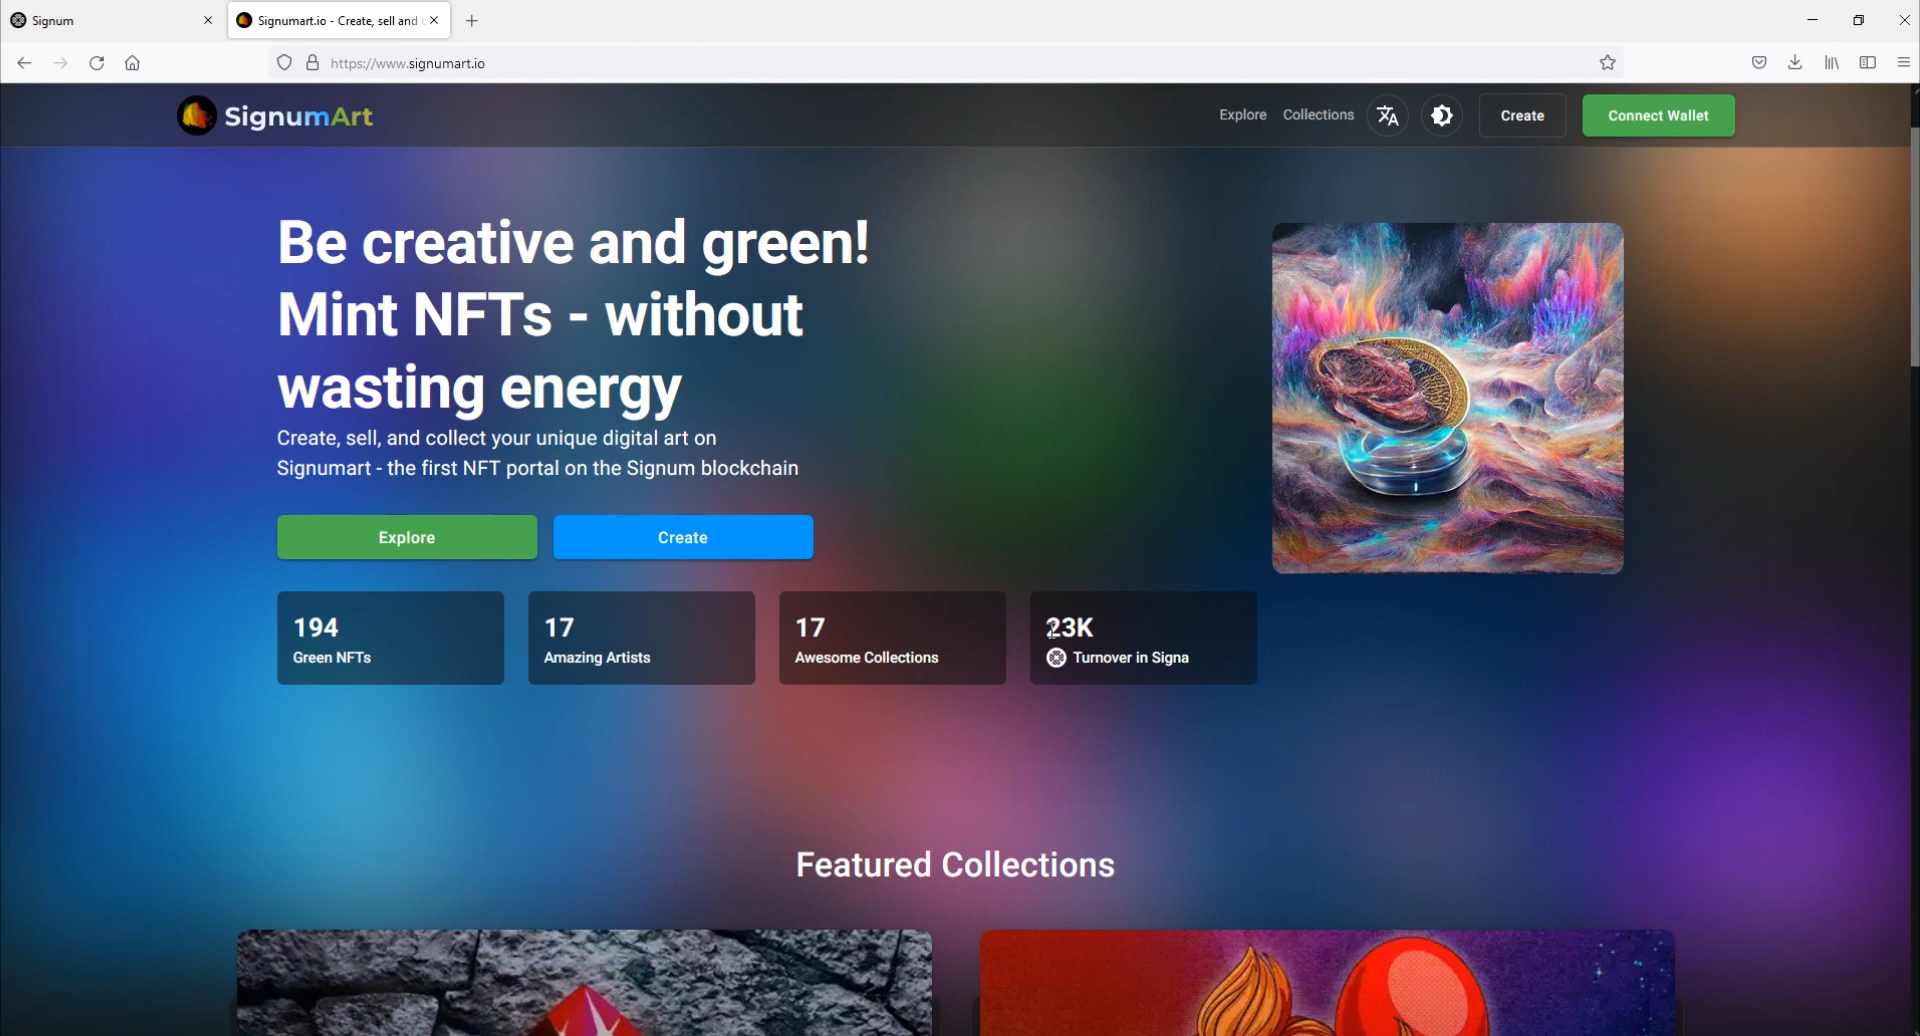 Signum
Signumart.io - Create, sell and c
https://www.signumart.io
SignumArt
Explore
Collections
Create
Connect Wallet
Be creative and green!
Mint NFTs - without
wasting energy
Create, sell, and collect your unique digital art on
Signumart - the first NFT portal on the Signum blockchain
Explore
Create
194
Green NFTs
17
Amazing Artists
17
Awesome Collections
23K
Turnover in Signa
Featured Collections